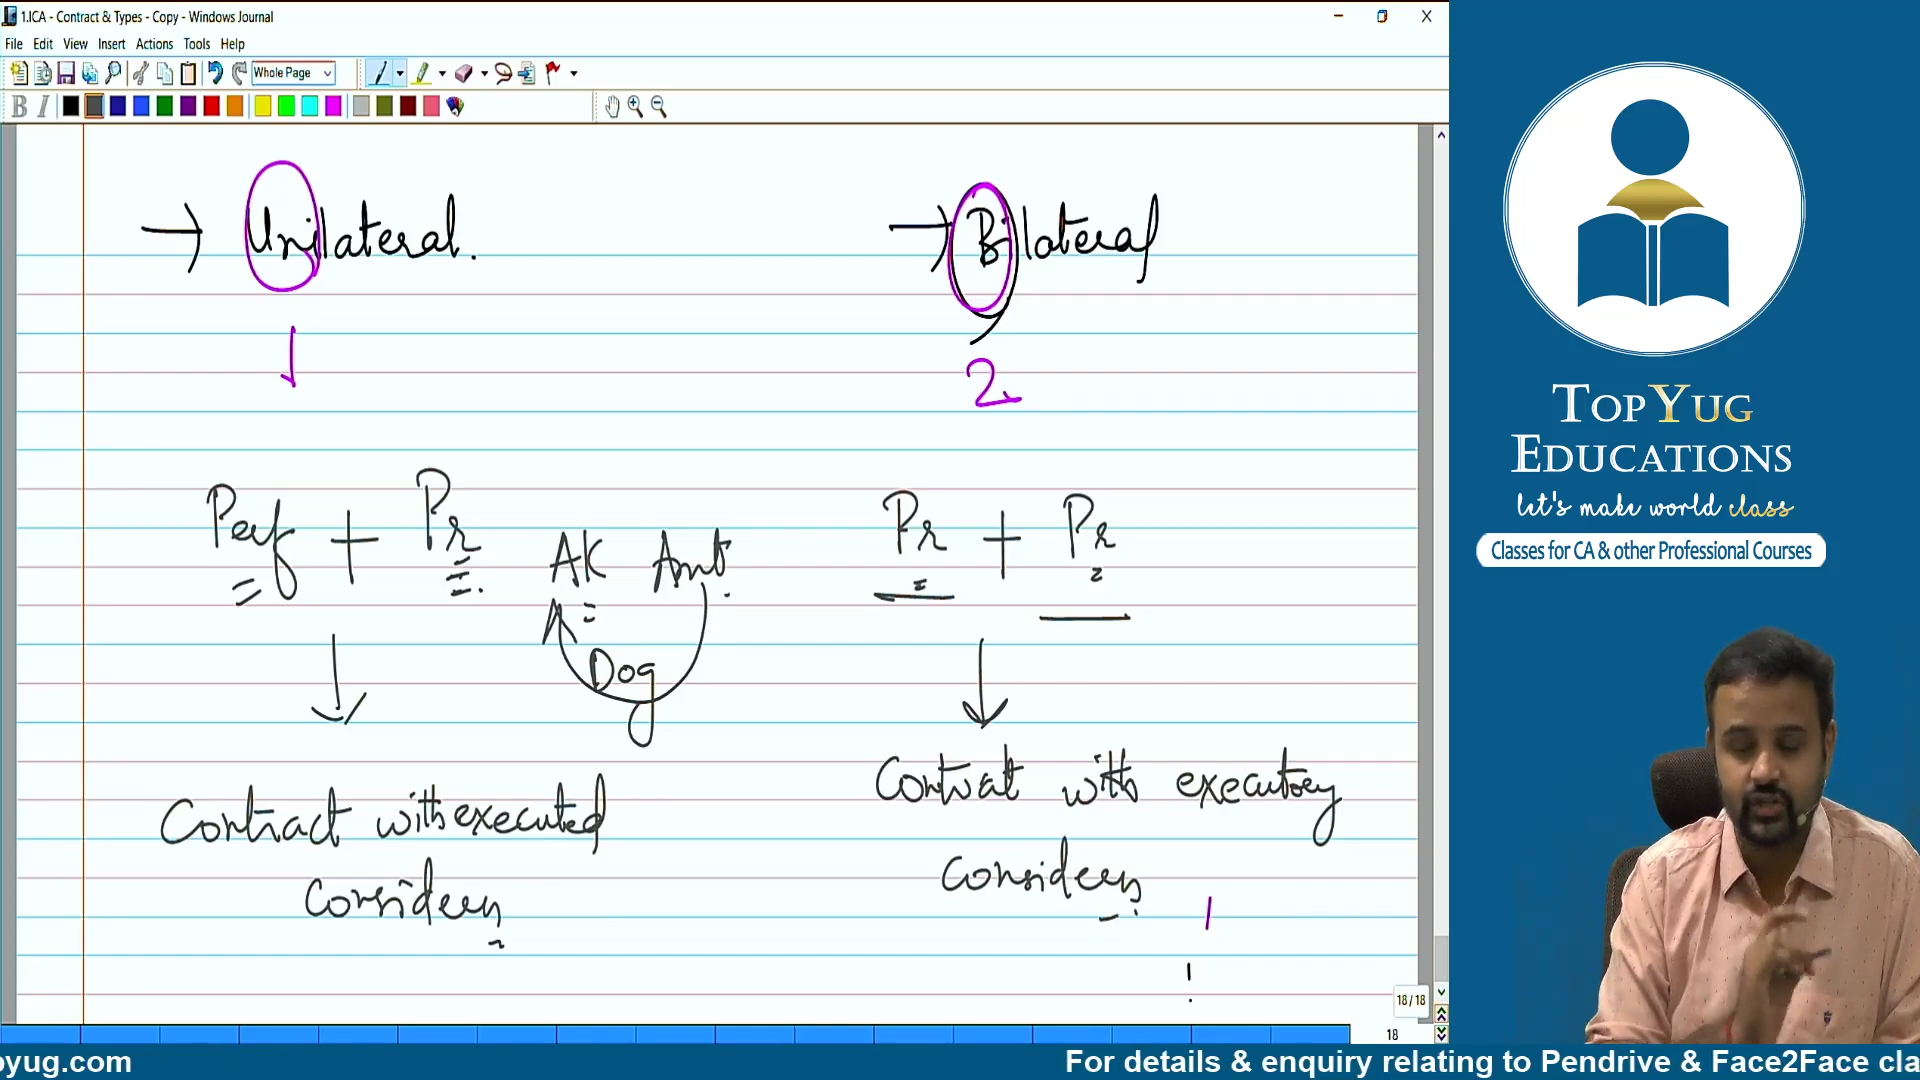 1.ICA - Contract & Types - Copy - Windows Journal
File Edit View Insert Actions Tools Help
Whole Page
B I
→ Unilateral.
→ Bilateral
1
2
Perf + Pr
AK Amt.
Dog
Pr + Pr
Contract with executed
Considern
Contrat with executory
Considern
18/18
18
TOPYUG
EDUCATIONS
let's make world class
Classes for CA & other Professional Courses
pyug.com
For details & enquiry relating to Pendrive & Face2Face cla